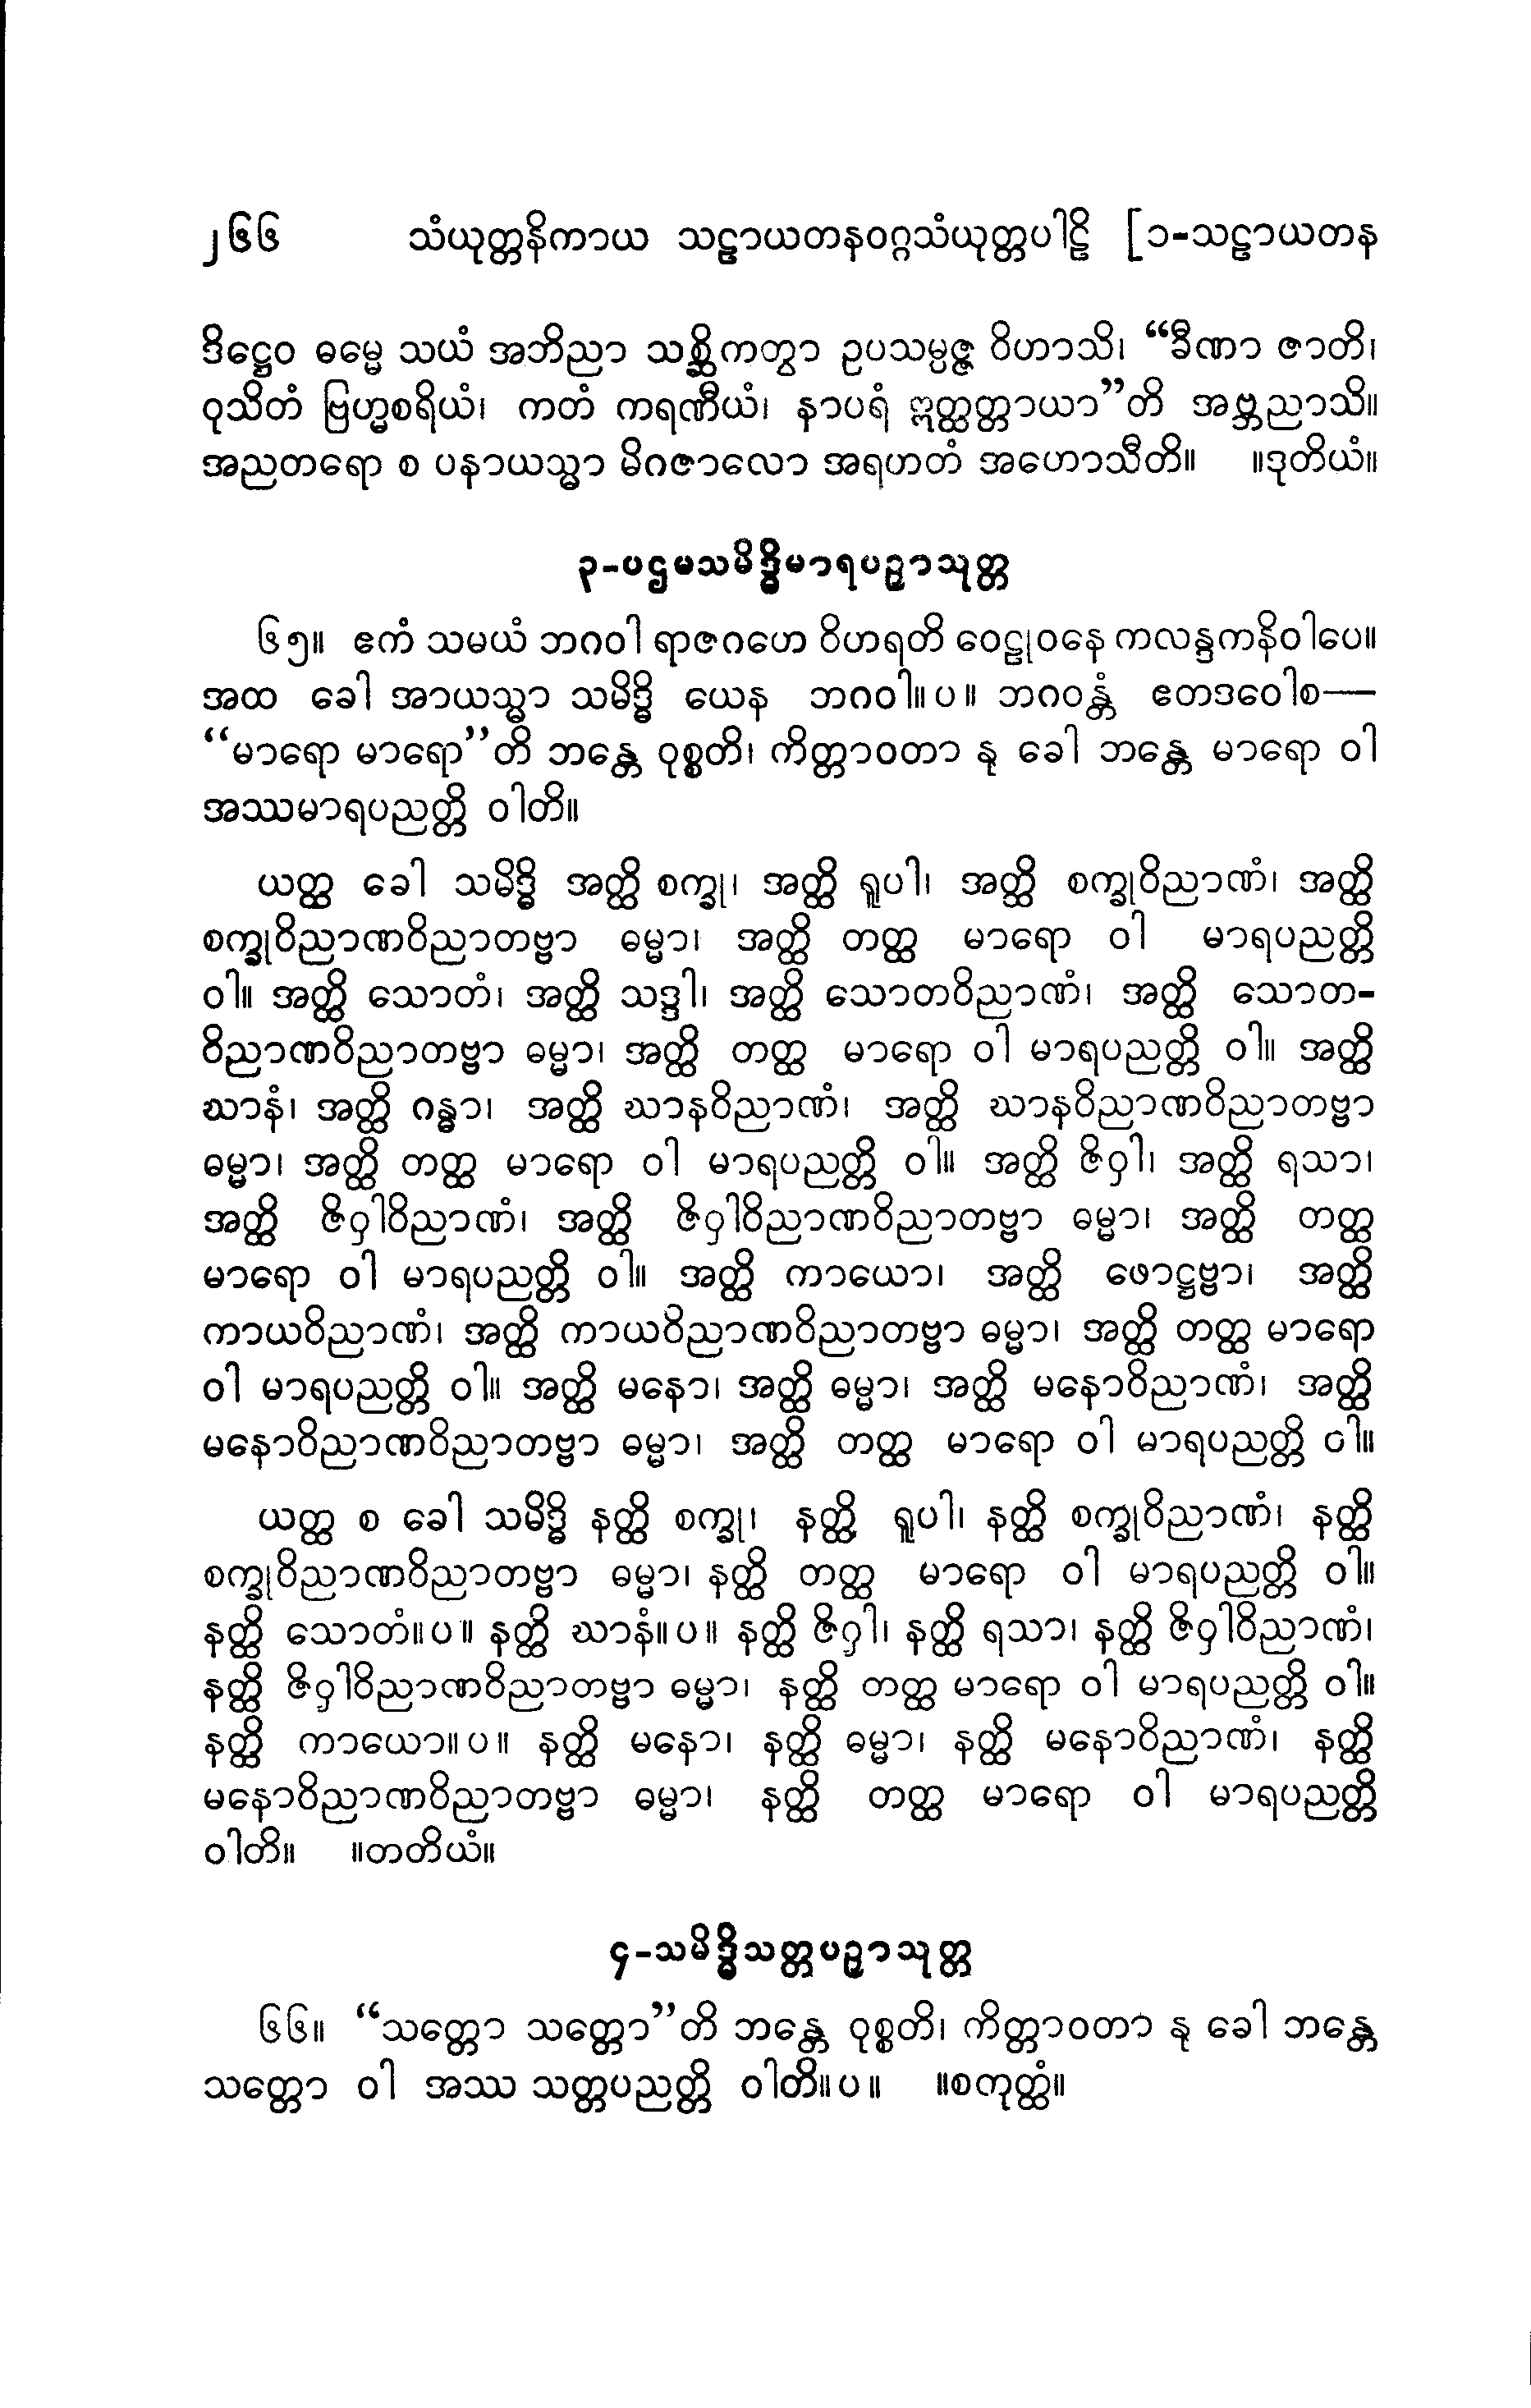 ၂၆၆ သံယုတ္တနိကာယ သဠာယတနဝဂ္ဂသံယုတ္တပါဠိ [၁-သဠာယတန
ဒိဋ္ဌေဝ ဓမ္မေ သယံ အဘိညာ သစ္ဆိကတွာ ဥပသမ္ပဇ္ဇ ဝိဟာသိ၊ “ခီဏာ ဇာတိ၊
ဝုသိတံ ဗြဟ္မစရိယံ၊ ကတံ ကရဏီယံ၊ နာပရံ ဣတ္ထတ္တာယာ”တိ အဗ္ဘညာသိ။
အညတရော စ ပနာယသ္မာ မိဂဇာလော အရဟတံ အဟောသီတိ။ ။ဒုတိယံ။
၃-ပဌမသမိဒ္ဓိမာရပဉှာသုတ္တ
၆၅။ ဧကံ သမယံ ဘဂဝါ ရာဇဂဟေ ဝိဟရတိ ဝေဠုဝနေ ကလန္ဒကနိဝါပေ။
အထ ခေါ အာယသ္မာ သမိဒ္ဓိ ယေန ဘဂဝါ။ပ။ ဘဂဝန္တံ ဧတဒဝေါစ—
“မာရော မာရော”တိ ဘန္တေ ဝုစ္စတိ၊ ကိတ္တာဝတာ နု ခေါ ဘန္တေ မာရော ဝါ
အဿမာရပညတ္တိ ဝါတိ။
ယတ္ထ ခေါ သမိဒ္ဓိ အတ္ထိ စက္ခု၊ အတ္ထိ ရူပါ၊ အတ္ထိ စက္ခုဝိညာဏံ၊ အတ္ထိ
စက္ခုဝိညာဏဝိညာတဗ္ဗာ ဓမ္မာ၊ အတ္ထိ တတ္ထ မာရော ဝါ မာရပညတ္တိ
ဝါ။ အတ္ထိ သောတံ၊ အတ္ထိ သဒ္ဒါ၊ အတ္ထိ သောတဝိညာဏံ၊ အတ္ထိ သောတ-
ဝိညာဏဝိညာတဗ္ဗာ ဓမ္မာ၊ အတ္ထိ တတ္ထ မာရော ဝါ မာရပညတ္တိ ဝါ။ အတ္ထိ
ဃာနံ၊ အတ္ထိ ဂန္ဓာ၊ အတ္ထိ ဃာနဝိညာဏံ၊ အတ္ထိ ဃာနဝိညာဏဝိညာတဗ္ဗာ
ဓမ္မာ၊ အတ္ထိ တတ္ထ မာရော ဝါ မာရပညတ္တိ ဝါ။ အတ္ထိ ဇိဝှါ၊ အတ္ထိ ရသာ၊
အတ္ထိ ဇိဝှါဝိညာဏံ၊ အတ္ထိ ဇိဝှါဝိညာဏဝိညာတဗ္ဗာ ဓမ္မာ၊ အတ္ထိ တတ္ထ
မာရော ဝါ မာရပညတ္တိ ဝါ။ အတ္ထိ ကာယော၊ အတ္ထိ ဖောဋ္ဌဗ္ဗာ၊ အတ္ထိ
ကာယဝိညာဏံ၊ အတ္ထိ ကာယဝိညာဏဝိညာတဗ္ဗာ ဓမ္မာ၊ အတ္ထိ တတ္ထ မာရော
ဝါ မာရပညတ္တိ ဝါ။ အတ္ထိ မနော၊ အတ္ထိ ဓမ္မာ၊ အတ္ထိ မနောဝိညာဏံ၊ အတ္ထိ
မနောဝိညာဏဝိညာတဗ္ဗာ ဓမ္မာ၊ အတ္ထိ တတ္ထ မာရော ဝါ မာရပညတ္တိ ဝါ။
ယတ္ထ စ ခေါ သမိဒ္ဓိ နတ္ထိ စက္ခု၊ နတ္ထိ ရူပါ၊ နတ္ထိ စက္ခုဝိညာဏံ၊ နတ္ထိ
စက္ခုဝိညာဏဝိညာတဗ္ဗာ ဓမ္မာ၊ နတ္ထိ တတ္ထ မာရော ဝါ မာရပညတ္တိ ဝါ။
နတ္ထိ သောတံ။ပ။ နတ္ထိ ဃာနံ။ပ။ နတ္ထိ ဇိဝှါ၊ နတ္ထိ ရသာ၊ နတ္ထိ ဇိဝှါဝိညာဏံ၊
နတ္ထိ ဇိဝှါဝိညာဏဝိညာတဗ္ဗာ ဓမ္မာ၊ နတ္ထိ တတ္ထ မာရော ဝါ မာရပညတ္တိ ဝါ။
နတ္ထိ ကာယော။ပ။ နတ္ထိ မနော၊ နတ္ထိ ဓမ္မာ၊ နတ္ထိ မနောဝိညာဏံ၊ နတ္ထိ
မနောဝိညာဏဝိညာတဗ္ဗာ ဓမ္မာ၊ နတ္ထိ တတ္ထ မာရော ဝါ မာရပညတ္တိ
ဝါတိ။ ။တတိယံ။
၄-သမိဒ္ဓိသတ္တပဉှာသုတ္တ
၆၆။ “သတ္တော သတ္တော”တိ ဘန္တေ ဝုစ္စတိ၊ ကိတ္တာဝတာ နု ခေါ ဘန္တေ
သတ္တော ဝါ အဿ သတ္တပညတ္တိ ဝါတိ။ပ။ ။စကုတ္ထံ။